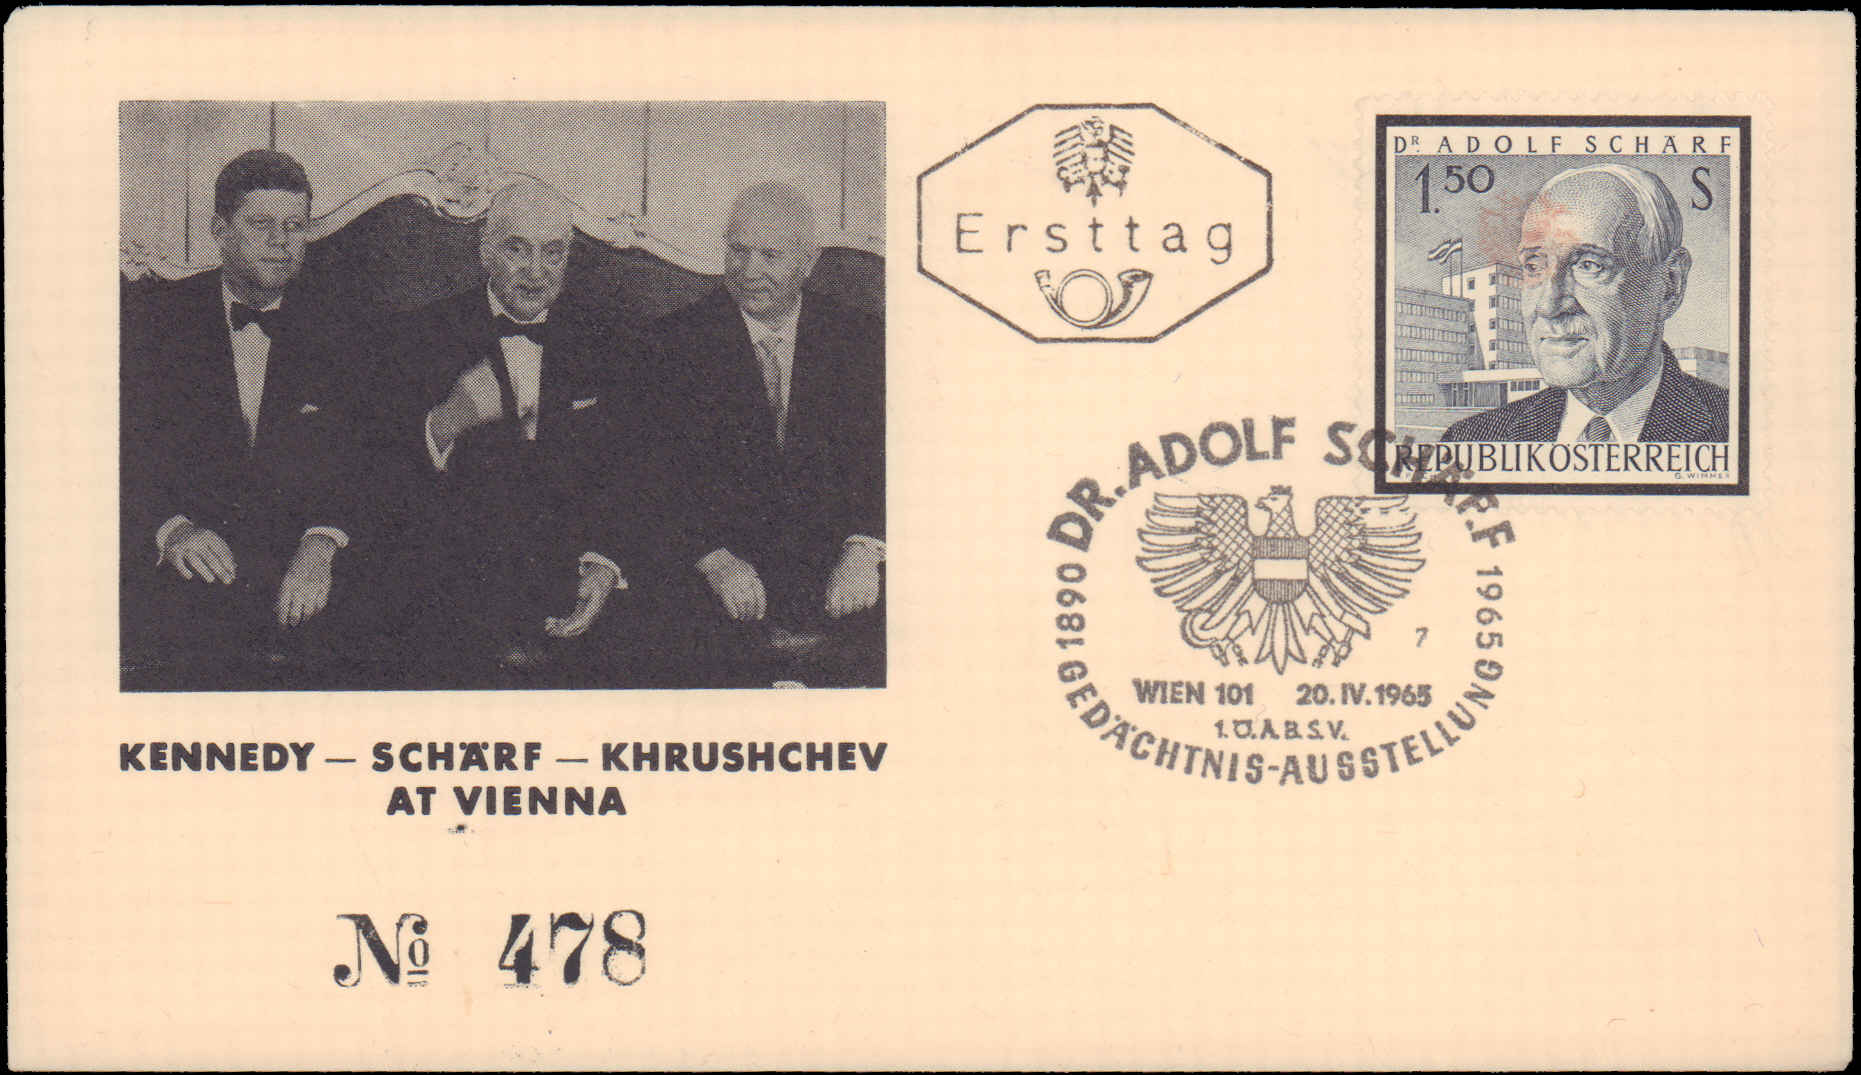 KENNEDY — SCHÄRF — KHRUSHCHEV
AT VIENNA
No 478
Ersttag
DR. ADOLF SCHÄRF
1.50 S
REPUBLIK ÖSTERREICH
G. WIMMER
DR. ADOLF SCHÄRF
1890
1965
7
WIEN 101 20.IV.1965
1.Ö.A.B.S.V.
GEDÄCHTNIS-AUSSTELLUNG